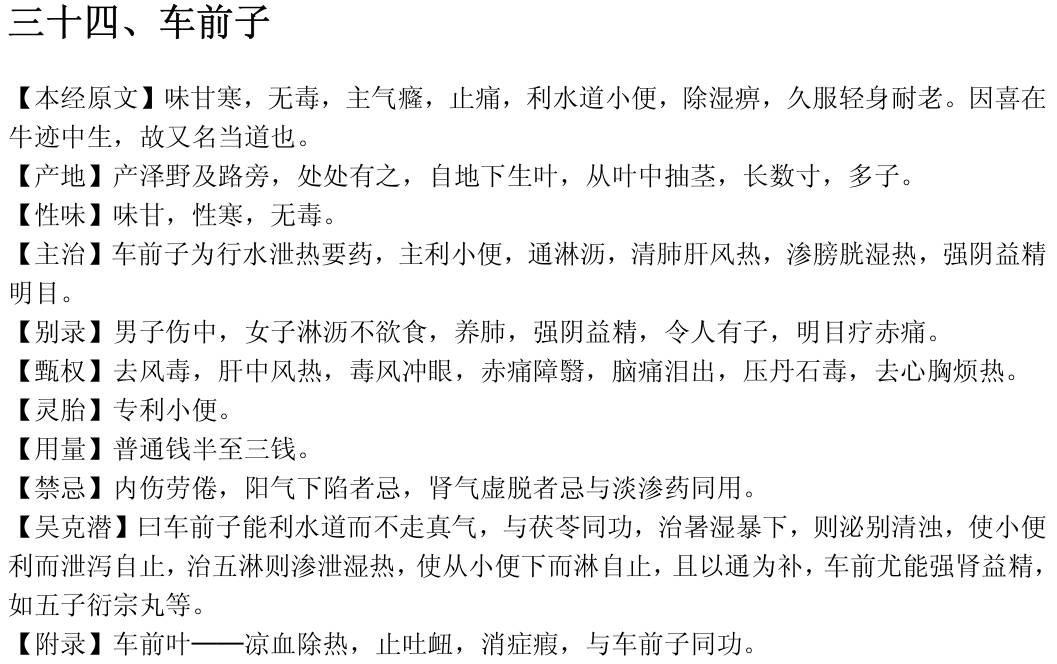 三十四、车前子
【本经原文】味甘寒，无毒，主气癃，止痛，利水道小便，除湿痹，久服轻身耐老。因喜在
牛迹中生，故又名当道也。
【产地】产泽野及路旁，处处有之，自地下生叶，从叶中抽茎，长数寸，多子。
【性味】味甘，性寒，无毒。
【主治】车前子为行水泄热要药，主利小便，通淋沥，清肺肝风热，渗膀胱湿热，强阴益精
明目。
【别录】男子伤中，女子淋沥不欲食，养肺，强阴益精，令人有子，明目疗赤痛。
【甄权】去风毒，肝中风热，毒风冲眼，赤痛障翳，脑痛泪出，压丹石毒，去心胸烦热。
【灵胎】专利小便。
【用量】普通钱半至三钱。
【禁忌】内伤劳倦，阳气下陷者忌，肾气虚脱者忌与淡渗药同用。
【吴克潜】曰车前子能利水道而不走真气，与茯苓同功，治暑湿暴下，则泌别清浊，使小便
利而泄泻自止，治五淋则渗泄湿热，使从小便下而淋自止，且以通为补，车前尤能强肾益精，
如五子衍宗丸等。
【附录】车前叶——凉血除热，止吐衄，消症瘕，与车前子同功。